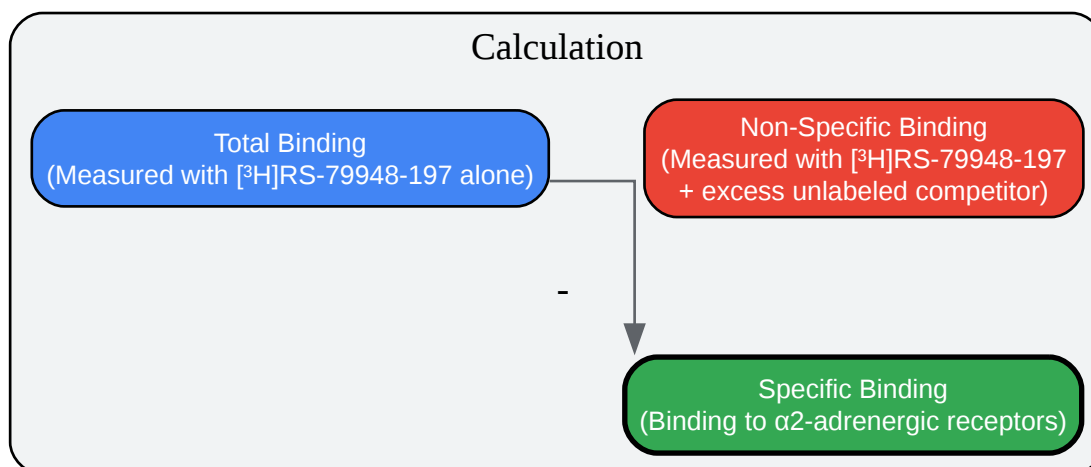 Calculation
Total Binding
(Measured with [³H]RS-79948-197 alone)
Non-Specific Binding
(Measured with [³H]RS-79948-197
+ excess unlabeled competitor)
-
Specific Binding
(Binding to α2-adrenergic receptors)